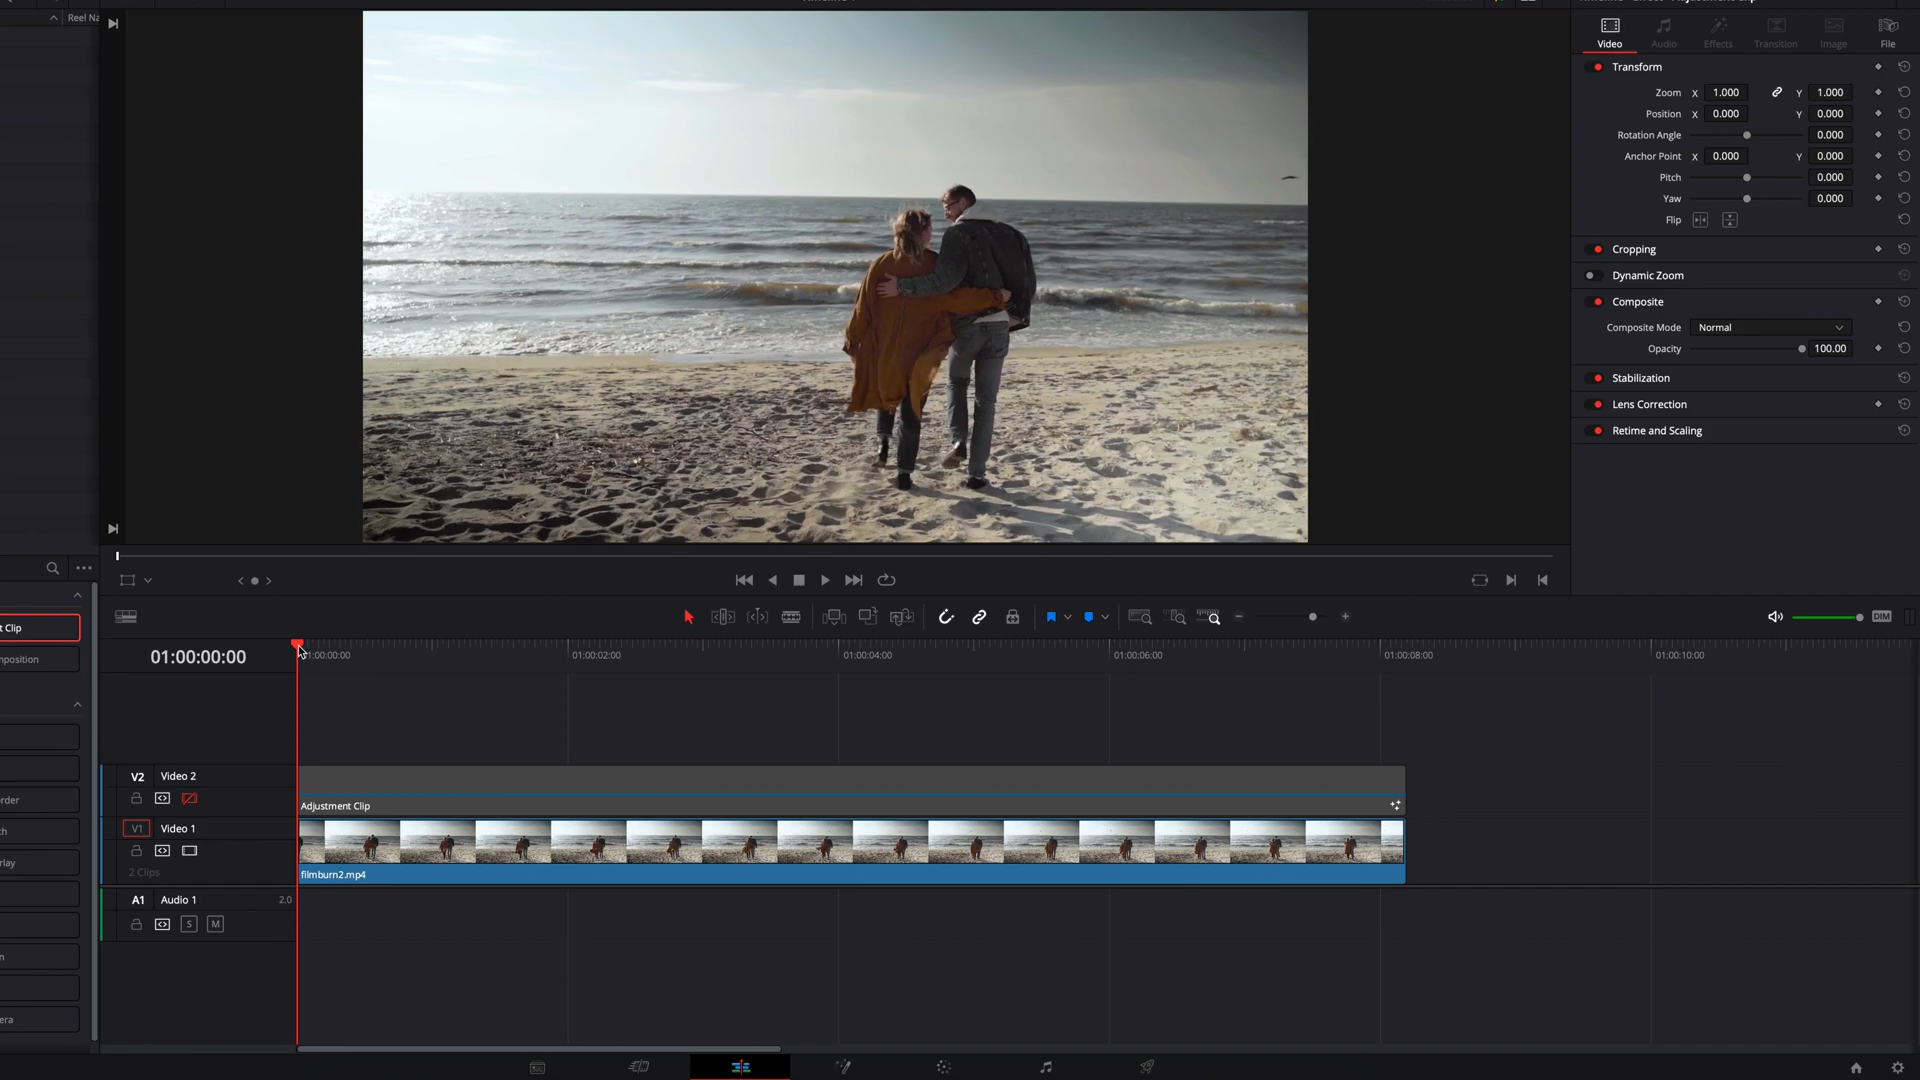 Reel Na
Video Audio Effects Transition Image File
Transform
Zoom X 1.000 Y 1.000
Position X 0.000 Y 0.000
Rotation Angle 0.000
Anchor Point X 0.000 Y 0.000
Pitch 0.000
Yaw 0.000
Flip
Cropping
Dynamic Zoom
Composite
Composite Mode Normal
Opacity 100.00
Stabilization
Lens Correction
Retime and Scaling
t Clip
mposition
rder
ch
rlay
n
era
DIM
01:00:00:00
01:00:00:00 01:00:02:00 01:00:04:00 01:00:06:00 01:00:08:00 01:00:10:00
V2 Video 2
Adjustment Clip
V1 Video 1
2 Clips
filmburn2.mp4
A1 Audio 1 2.0
S M